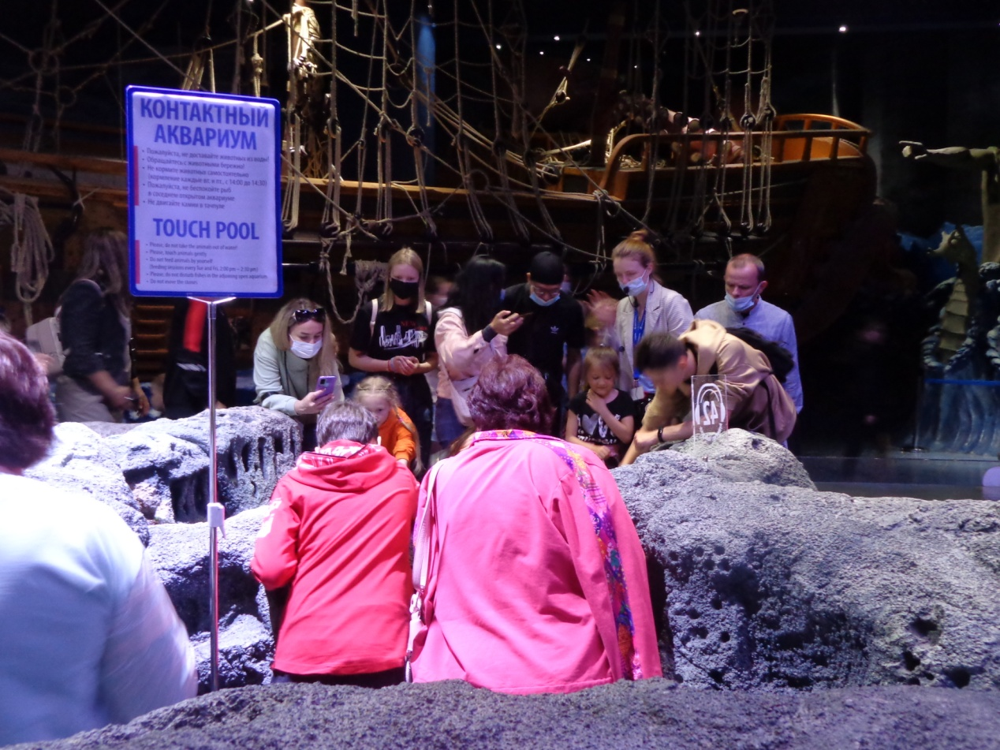 КОНТАКТНЫЙ
АКВАРИУМ
• Пожалуйста, не доставайте животных из воды!
• Обращайтесь с животными бережно!
• Не кормите животных самостоятельно
(кормление каждые вс и пт., с 14:00 до 14:30)
• Пожалуйста, не беспокойте рыб
в соседнем открытом аквариуме
• Не двигайте камни в тачпуле
TOUCH POOL
• Please, do not take the animals out of water!
• Please, touch animals gently
• Do not feed animals by yourself
(feeding sessions every Sun and Fri, 2:00 pm – 2:30 pm)
• Please, do not disturb fishes in the adjoining open aquarium
• Do not move the stones
42